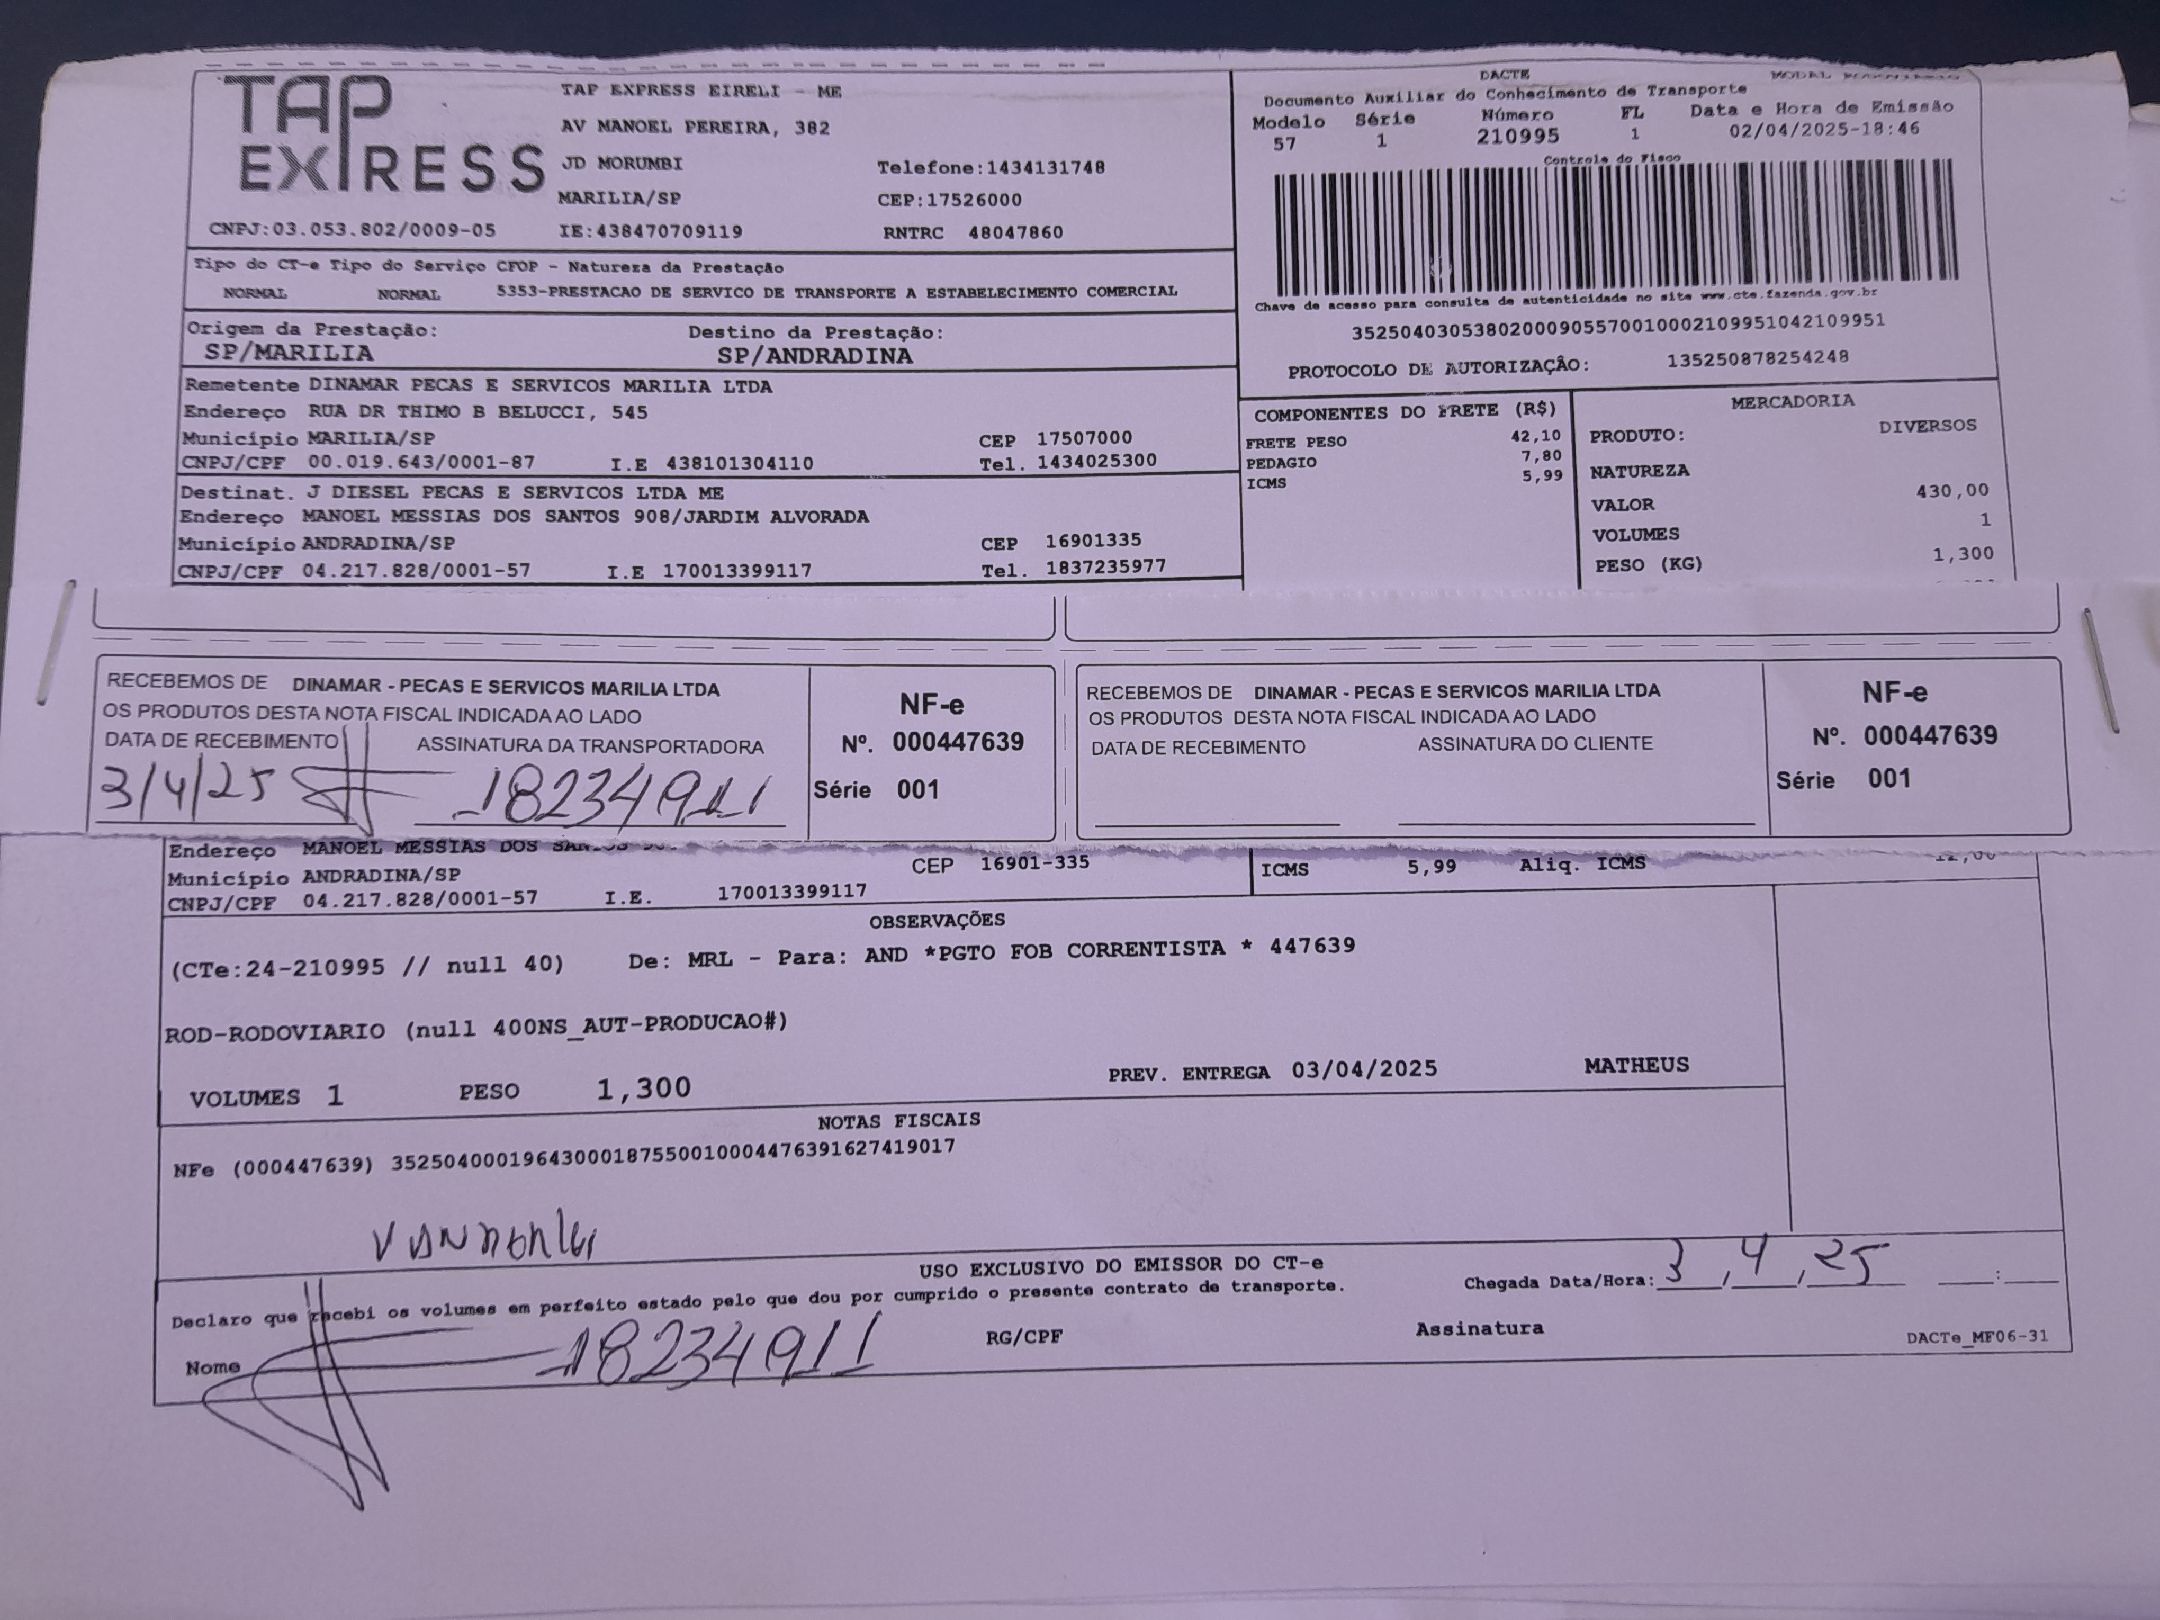 TAP EXPRESS
TAP EXPRESS EIRELI - ME
AV MANOEL PEREIRA, 382
JD MORUMBI Telefone:1434131748
MARILIA/SP CEP:17526000
CNPJ:03.053.802/0009-05 IE:438470709119 RNTRC 48047860
DACTE
Documento Auxiliar do Conhecimento de Transporte
Modelo Série Número FL Data e Hora de Emissão
57 1 210995 1 02/04/2025-18:46
Controle do Fisco
Chave de acesso para consulta de autenticidade no site www.cte.fazenda.gov.br
35250403053802000905570010002109951042109951
PROTOCOLO DE AUTORIZAÇÃO: 135250878254248
Tipo do CT-e Tipo do Serviço CFOP - Natureza da Prestação
NORMAL NORMAL 5353-PRESTACAO DE SERVICO DE TRANSPORTE A ESTABELECIMENTO COMERCIAL
Origem da Prestação: Destino da Prestação:
SP/MARILIA SP/ANDRADINA
Remetente DINAMAR PECAS E SERVICOS MARILIA LTDA
Endereço RUA DR THIMO B BELUCCI, 545
Município MARILIA/SP CEP 17507000
CNPJ/CPF 00.019.643/0001-87 I.E 438101304110 Tel. 1434025300
Destinat. J DIESEL PECAS E SERVICOS LTDA ME
Endereço MANOEL MESSIAS DOS SANTOS 908/JARDIM ALVORADA
Município ANDRADINA/SP CEP 16901335
CNPJ/CPF 04.217.828/0001-57 I.E 170013399117 Tel. 1837235977
COMPONENTES DO FRETE (R$)
FRETE PESO 42,10
PEDAGIO 7,80
ICMS 5,99
MERCADORIA
PRODUTO: DIVERSOS
NATUREZA
VALOR 430,00
VOLUMES 1
PESO (KG) 1,300
RECEBEMOS DE DINAMAR - PECAS E SERVICOS MARILIA LTDA
OS PRODUTOS DESTA NOTA FISCAL INDICADA AO LADO
DATA DE RECEBIMENTO ASSINATURA DA TRANSPORTADORA
3/4/25 18234911
NF-e
Nº. 000447639
Série 001
RECEBEMOS DE DINAMAR - PECAS E SERVICOS MARILIA LTDA
OS PRODUTOS DESTA NOTA FISCAL INDICADA AO LADO
DATA DE RECEBIMENTO ASSINATURA DO CLIENTE
NF-e
Nº. 000447639
Série 001
Endereço MANOEL MESSIAS DOS
Município ANDRADINA/SP CEP 16901-335
CNPJ/CPF 04.217.828/0001-57 I.E. 170013399117
ICMS 5,99 Aliq. ICMS
OBSERVAÇÕES
(CTe:24-210995 // null 40) De: MRL - Para: AND *PGTO FOB CORRENTISTA * 447639
ROD-RODOVIARIO (null 400NS_AUT-PRODUCAO#)
VOLUMES 1 PESO 1,300 PREV. ENTREGA 03/04/2025 MATHEUS
NOTAS FISCAIS
NFe (000447639) 35250400019643000187550010004476391627419017
USO EXCLUSIVO DO EMISSOR DO CT-e
Declaro que recebi os volumes em perfeito estado pelo que dou por cumprido o presente contrato de transporte.
Chegada Data/Hora: 3, 4, 25 :
Nome 18234911 RG/CPF Assinatura DACTe_MF06-31